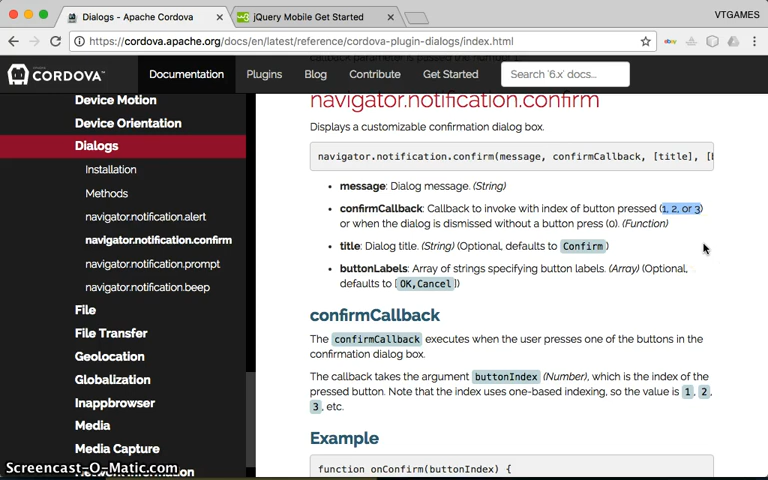 Dialogs - Apache Cordova
jQuery Mobile Get Started
VTGAMES
https://cordova.apache.org/docs/en/latest/reference/cordova-plugin-dialogs/index.html
ebay
APACHE
CORDOVA™
Documentation
Plugins
Blog
Contribute
Get Started
Search '6.x' docs...
Device Motion
Device Orientation
Dialogs
Installation
Methods
navigator.notification.alert
navigator.notification.confirm
navigator.notification.prompt
navigator.notification.beep
File
File Transfer
Geolocation
Globalization
Inappbrowser
Media
Media Capture
navigator.notification.confirm
Displays a customizable confirmation dialog box.
navigator.notification.confirm(message, confirmCallback, [title], [b
• message: Dialog message. (String)
• confirmCallback: Callback to invoke with index of button pressed (1, 2, or 3)
or when the dialog is dismissed without a button press (0). (Function)
• title: Dialog title. (String) (Optional, defaults to Confirm)
• buttonLabels: Array of strings specifying button labels. (Array) (Optional,
defaults to [OK,Cancel])
confirmCallback
The confirmCallback executes when the user presses one of the buttons in the
confirmation dialog box.
The callback takes the argument buttonIndex (Number), which is the index of the
pressed button. Note that the index uses one-based indexing, so the value is 1, 2,
3, etc.
Example
function onConfirm(buttonIndex) {
Screencast-O-Matic.com